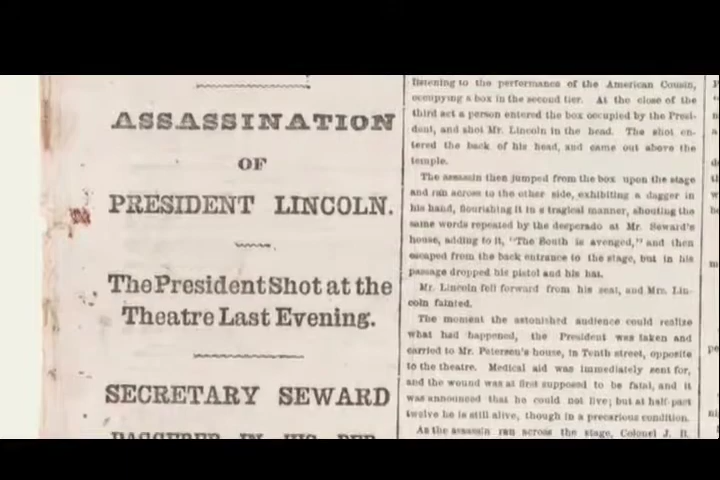 ASSASSINATION
OF
PRESIDENT LINCOLN.
The President Shot at the
Theatre Last Evening.
SECRETARY SEWARD
DAGGERED IN HIS BED
listening to the performance of the American Cousin,
occupying a box in the second tier. At the close of the
third act a person entered the box occupied by the Presi-
dent, and shot Mr. Lincoln in the head. The shot en-
tered the back of his head, and came out above the
temple.
The assassin then jumped from the box upon the stage
and ran across to the other side, exhibiting a dagger in
his hand, flourishing it in a tragical manner, shouting the
same words repeated by the desperado at Mr. Seward's
house, adding to it, "The South is avenged," and then
escaped from the back entrance to the stage, but in his
passage dropped his pistol and his hat.
Mr. Lincoln fell forward from his seat, and Mrs. Lin-
coln fainted.
The moment the astonished audience could realize
what had happened, the President was taken and
carried to Mr. Petersen's house, in Tenth street, opposite
to the theatre. Medical aid was immediately sent for,
and the wound was at first supposed to be fatal, and it
was announced that he could not live; but at half-past
twelve he is still alive, though in a precarious condition.
As the assassin ran across the stage, Colonel J. B.